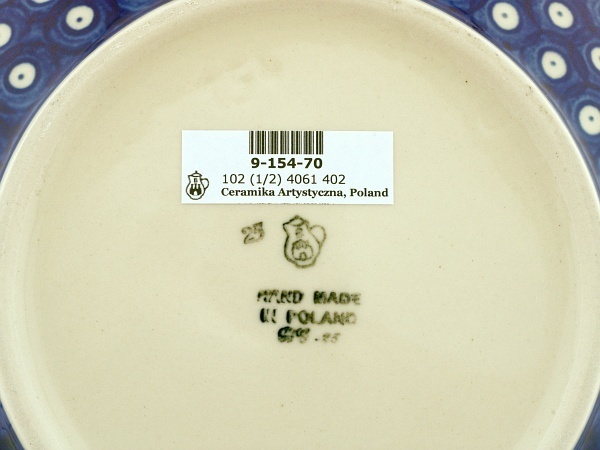 9-154-70
102 (1/2) 4061 402
Ceramika Artystyczna, Poland
25
HAND MADE
IN POLAND